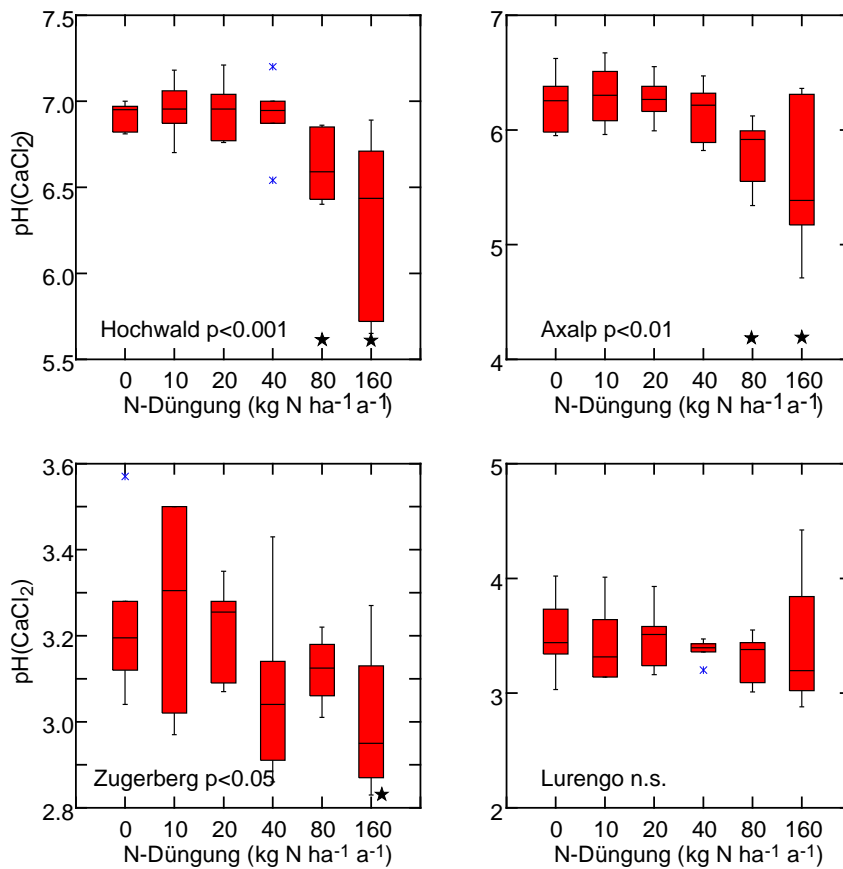 7.5
7.0
6.5
6.0
5.5
pH(CaCl2)
Hochwald p<0.001
0 10 20 40 80 160
N-Düngung (kg N ha-1 a-1)
7
6
5
4
Axalp p<0.01
0 10 20 40 80 160
N-Düngung (kg N ha-1 a-1)
3.6
3.4
3.2
3.0
2.8
pH(CaCl2)
Zugerberg p<0.05
0 10 20 40 80 160
N-Düngung (kg N ha-1 a-1)
5
4
3
2
Lurengo n.s.
0 10 20 40 80 160
N-Düngung (kg N ha-1 a-1)